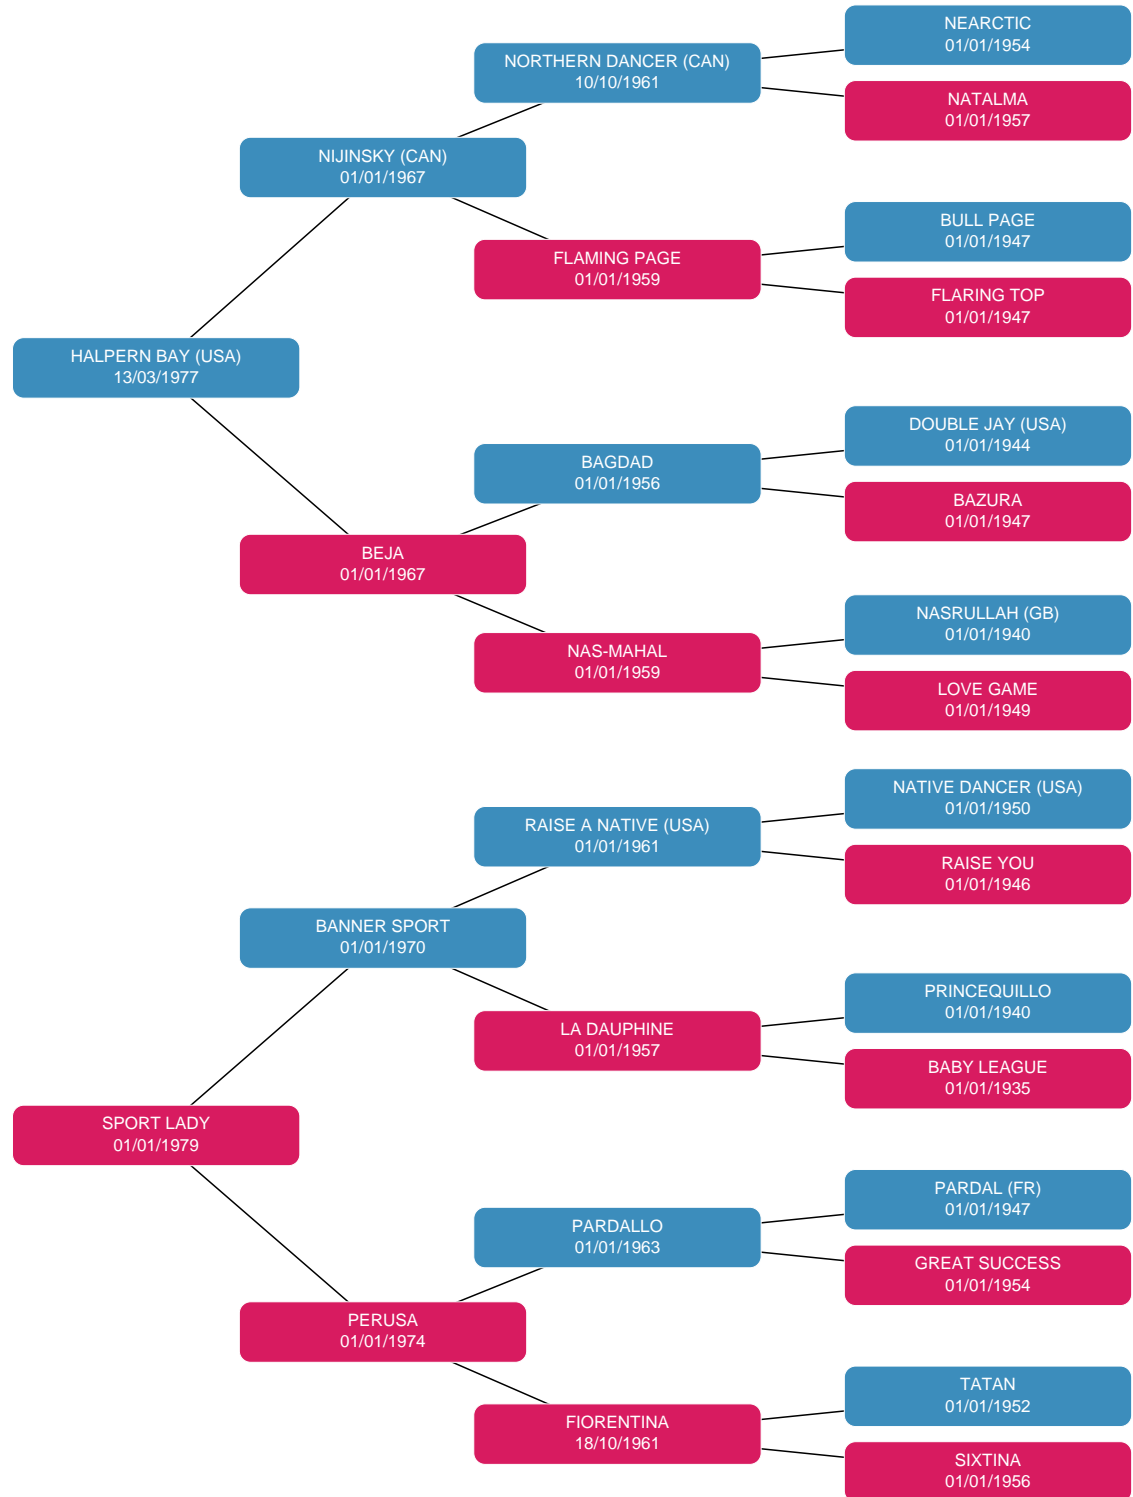 NEARCTIC
01/01/1954
NORTHERN DANCER (CAN)
10/10/1961
NATALMA
01/01/1957
NIJINSKY (CAN)
01/01/1967
BULL PAGE
01/01/1947
FLAMING PAGE
01/01/1959
FLARING TOP
01/01/1947
HALPERN BAY (USA)
13/03/1977
DOUBLE JAY (USA)
01/01/1944
BAGDAD
01/01/1956
BAZURA
01/01/1947
BEJA
01/01/1967
NASRULLAH (GB)
01/01/1940
NAS-MAHAL
01/01/1959
LOVE GAME
01/01/1949
NATIVE DANCER (USA)
01/01/1950
RAISE A NATIVE (USA)
01/01/1961
RAISE YOU
01/01/1946
BANNER SPORT
01/01/1970
PRINCEQUILLO
01/01/1940
LA DAUPHINE
01/01/1957
BABY LEAGUE
01/01/1935
SPORT LADY
01/01/1979
PARDAL (FR)
01/01/1947
PARDALLO
01/01/1963
GREAT SUCCESS
01/01/1954
PERUSA
01/01/1974
TATAN
01/01/1952
FIORENTINA
18/10/1961
SIXTINA
01/01/1956